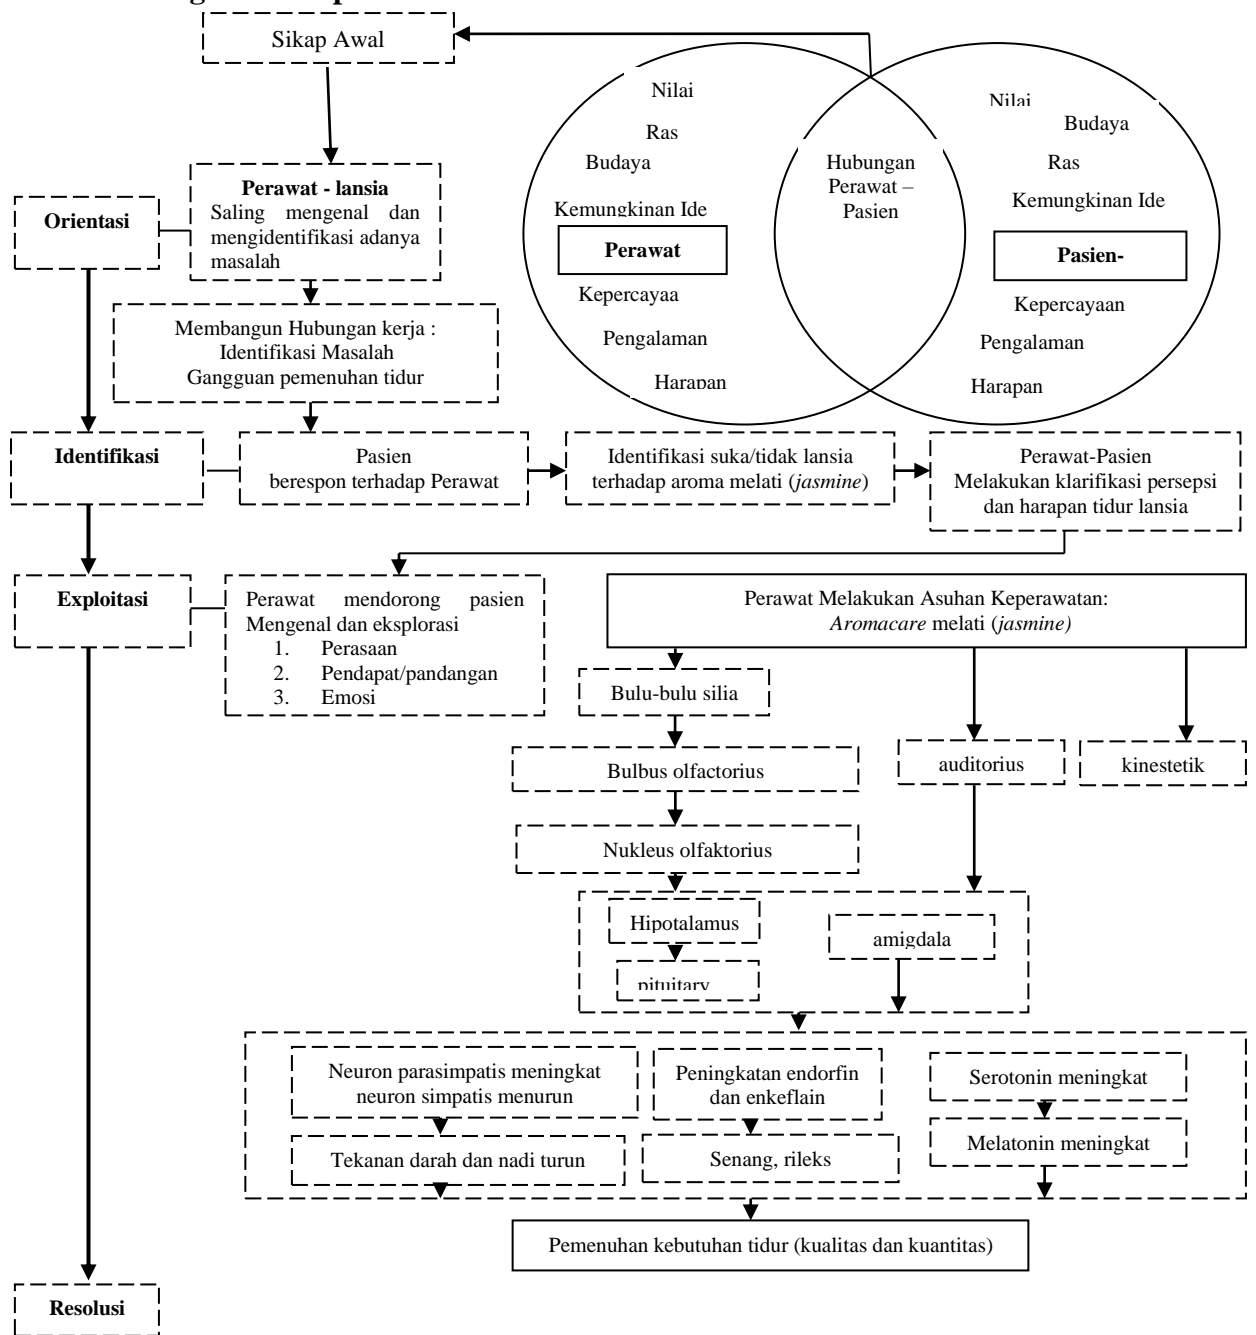 Sikap Awal
Nilai
Ras
Budaya
Kemungkinan Ide
Perawat
Kepercayaa
Pengalaman
Harapan
Hubungan
Perawat –
Pasien
Nilai
Budaya
Ras
Kemungkinan Ide
Pasien-
Kepercayaan
Pengalaman
Harapan
Orientasi
Perawat - lansia
Saling mengenal dan
mengidentifikasi adanya
masalah
Membangun Hubungan kerja :
Identifikasi Masalah
Gangguan pemenuhan tidur
Identifikasi
Pasien
berespon terhadap Perawat
Identifikasi suka/tidak lansia
terhadap aroma melati (jasmine)
Perawat-Pasien
Melakukan klarifikasi persepsi
dan harapan tidur lansia
Exploitasi
Perawat mendorong pasien
Mengenal dan eksplorasi
1. Perasaan
2. Pendapat/pandangan
3. Emosi
Perawat Melakukan Asuhan Keperawatan:
Aromacare melati (jasmine)
Bulu-bulu silia
Bulbus olfactorius
auditorius
kinestetik
Nukleus olfaktorius
Hipotalamus
amigdala
pituitary
Neuron parasimpatis meningkat
neuron simpatis menurun
Peningkatan endorfin
dan enkeflain
Serotonin meningkat
Tekanan darah dan nadi turun
Senang, rileks
Melatonin meningkat
Pemenuhan kebutuhan tidur (kualitas dan kuantitas)
Resolusi